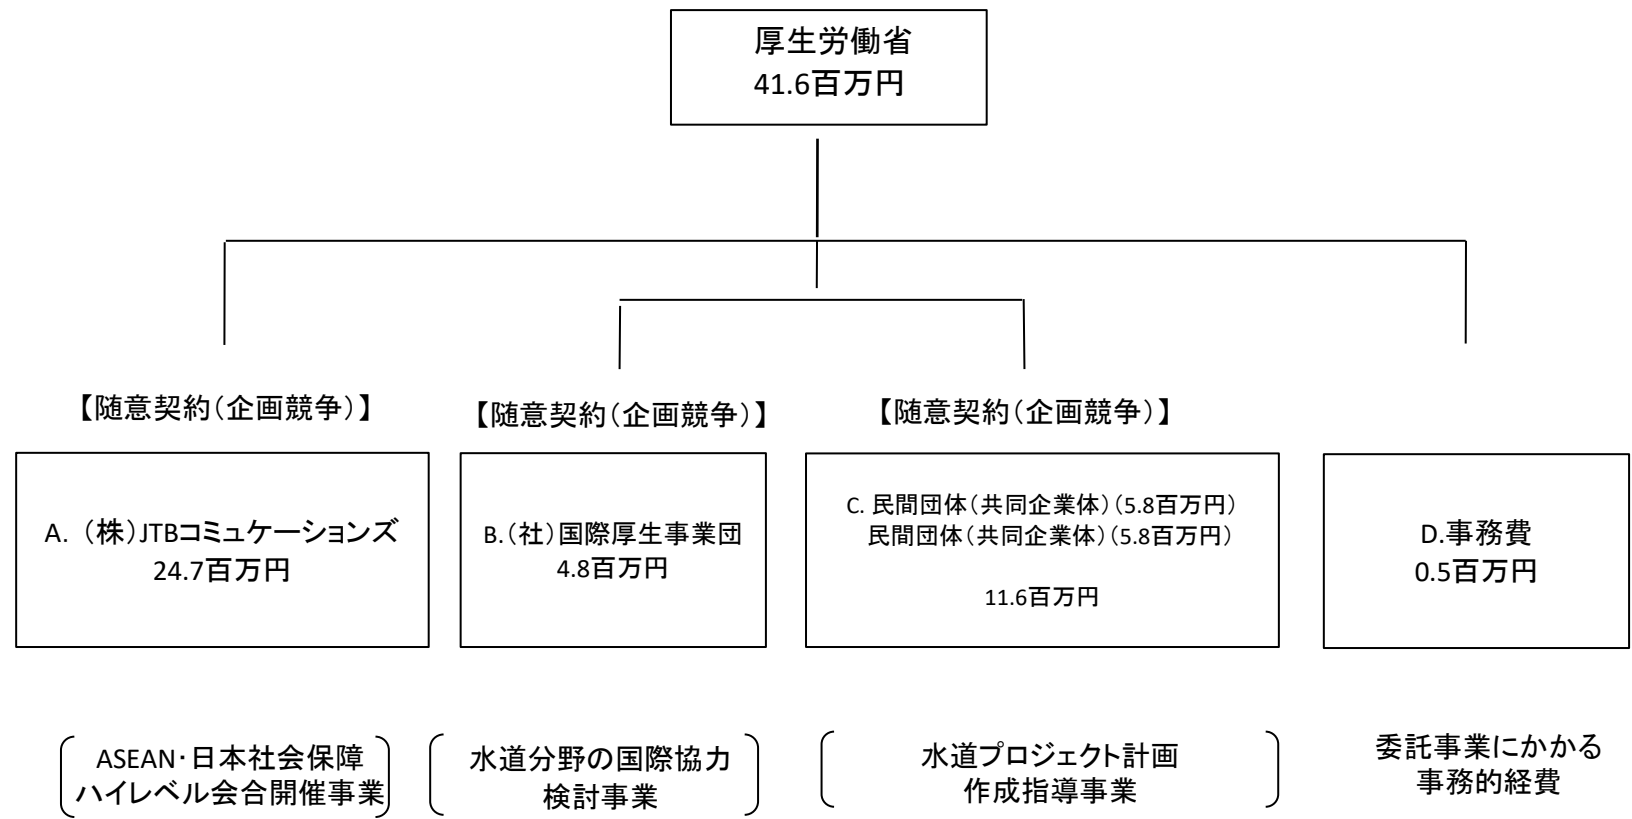 厚生労働省
41.6百万円
【随意契約(企画競争)】
【随意契約(企画競争)】
【随意契約(企画競争)】
A. (株)JTBコミュケーションズ
24.7百万円
B.(社)国際厚生事業団
4.8百万円
C. 民間団体(共同企業体)(5.8百万円)
民間団体(共同企業体)(5.8百万円)
11.6百万円
D.事務費
0.5百万円
ASEAN・日本社会保障
ハイレベル会合開催事業
水道分野の国際協力
検討事業
水道プロジェクト計画
作成指導事業
委託事業にかかる
事務的経費